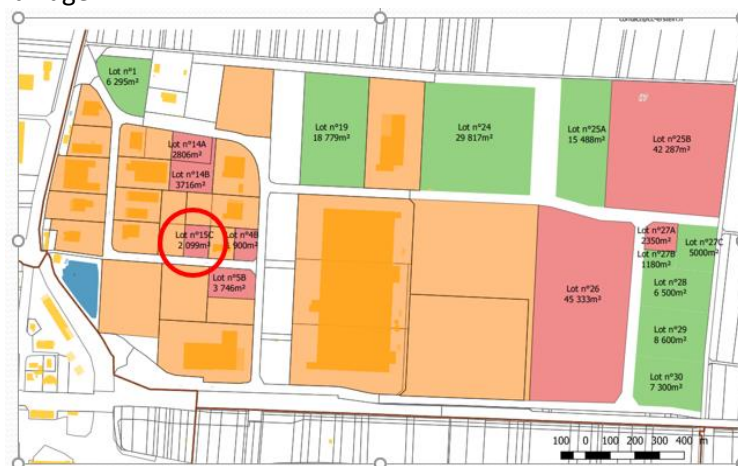 Lot n°1
6 295m²
Lot n°19
18 779m²
Lot n°24
29 817m²
Lot n°25A
15 488m²
Lot n°25B
42 287m²
Lot n°14A
2806m²
Lot n°14B
3716m²
Lot n°15C
2 099m²
Lot n°4B
900m²
Lot n°5B
3 746m²
Lot n°26
45 333m²
Lot n°27A
2350m²
Lot n°27B
1180m²
Lot n°27C
5000m²
Lot n°28
6 500m²
Lot n°29
8 600m²
Lot n°30
7 300m²
100 0 100 200 300 400 m